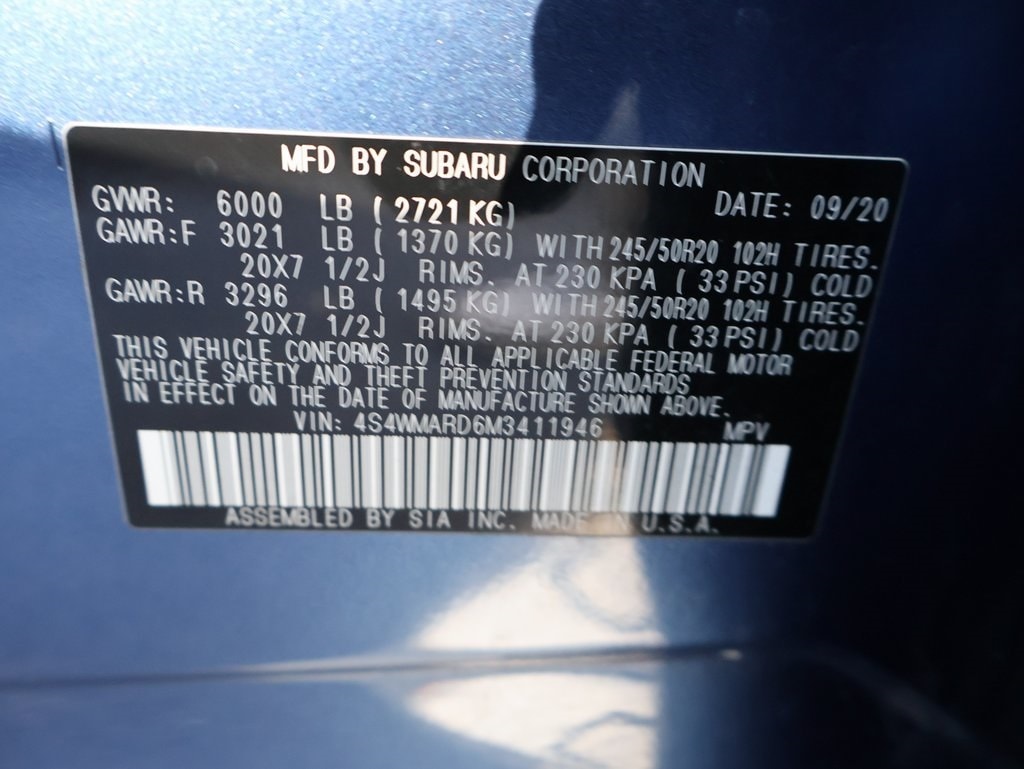 MFD BY SUBARU CORPORATION
GVWR: 6000 LB ( 2721 KG) DATE: 09/20
GAWR:F 3021 LB ( 1370 KG) WITH 245/50R20 102H TIRES.
20X7 1/2J RIMS. AT 230 KPA ( 33 PSI) COLD
GAWR:R 3296 LB ( 1495 KG) WITH 245/50R20 102H TIRES.
20X7 1/2J RIMS. AT 230 KPA ( 33 PSI) COLD
THIS VEHICLE CONFORMS TO ALL APPLICABLE FEDERAL MOTOR
VEHICLE SAFETY AND THEFT PREVENTION STANDARDS
IN EFFECT ON THE DATE OF MANUFACTURE SHOWN ABOVE.
VIN: 4S4WMARD6M3411946 MPV
ASSEMBLED BY SIA INC. MADE IN U.S.A.